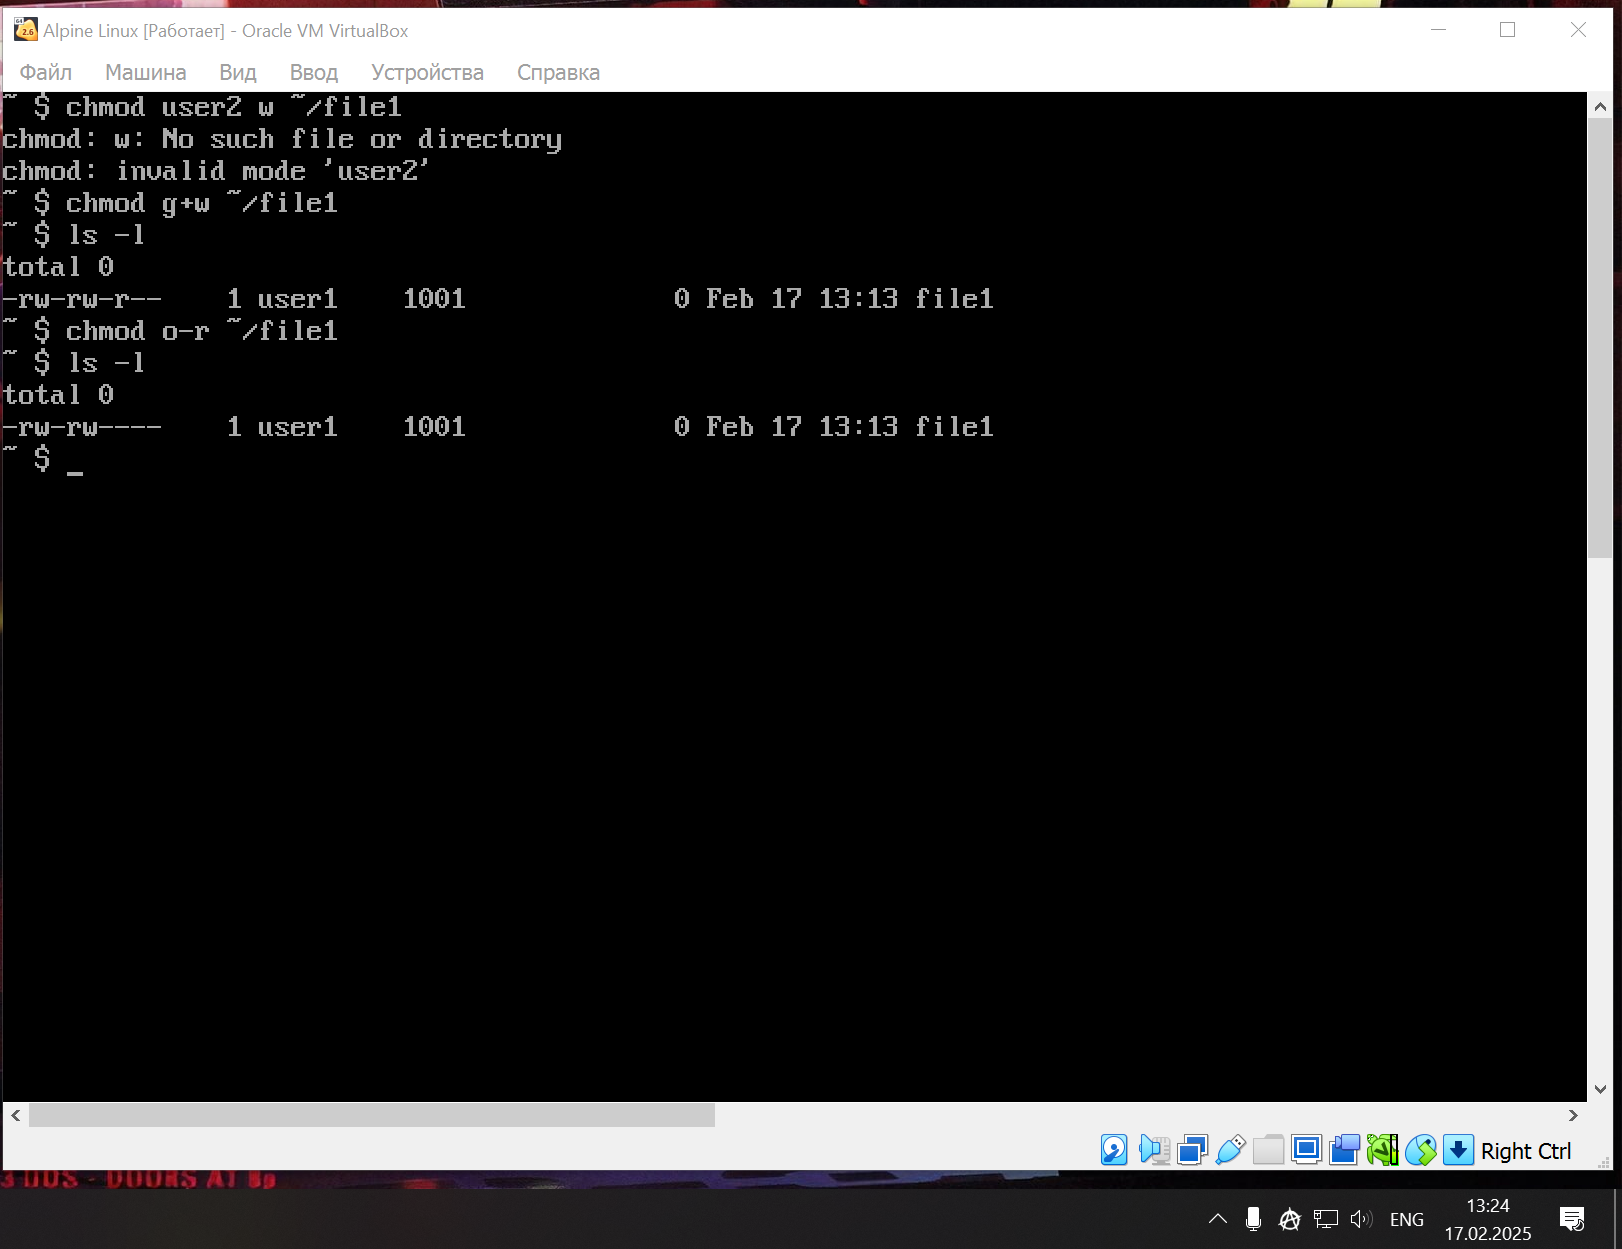 Alpine Linux [Работает] - Oracle VM VirtualBox
Файл Машина Вид Ввод Устройства Справка
~ $ chmod user2 w ~/file1
chmod: w: No such file or directory
chmod: invalid mode 'user2'
~ $ chmod g+w ~/file1
~ $ ls -l
total 0
-rw-rw-r-- 1 user1 1001 0 Feb 17 13:13 file1
~ $ chmod o-r ~/file1
~ $ ls -l
total 0
-rw-rw---- 1 user1 1001 0 Feb 17 13:13 file1
~ $ _
Right Ctrl
ENG
13:24
17.02.2025